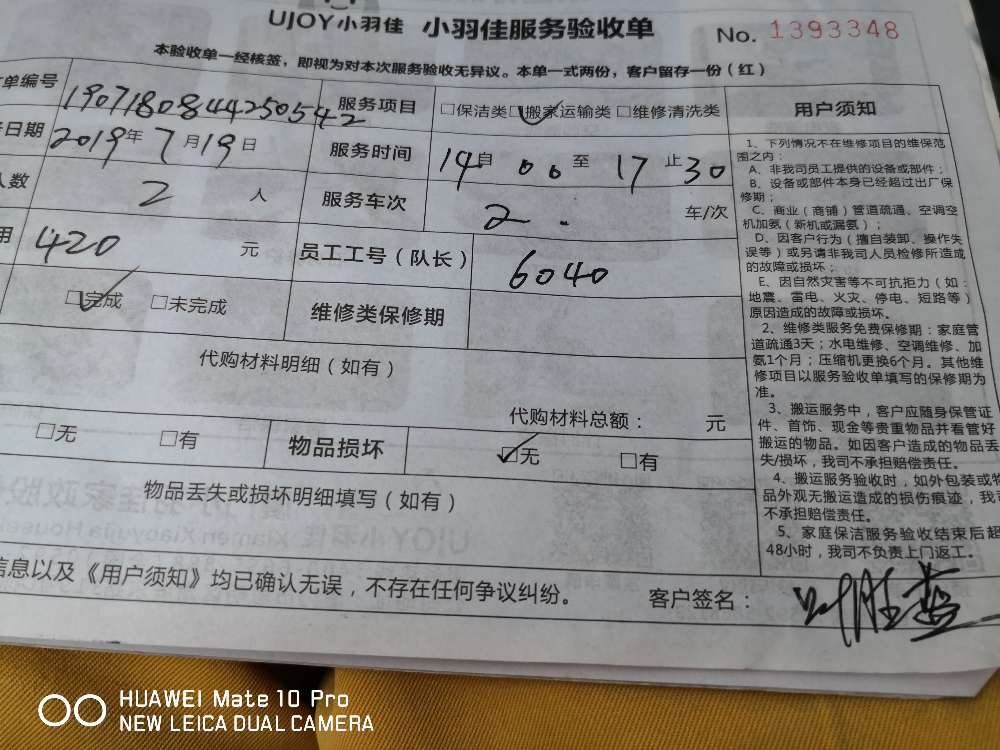 UJOY小羽佳 小羽佳服务验收单 No. 1393348
本验收单一经核签，即视为对本次服务验收无异议。本单一式两份，客户留存一份（红）
单编号 1907180844250542 服务项目 □保洁类□搬家运输类□维修清洗类 用户须知
日期 2019年7月19日 服务时间 14自00至17止30
人数 2 人 服务车次 2 车/次
用 420 元 员工工号（队长） 6040
□完成 □未完成 维修类保修期
代购材料明细（如有）
代购材料总额： 元
□无 □有 物品损坏 □无 □有
物品丢失或损坏明细填写（如有）
信息以及《用户须知》均已确认无误，不存在任何争议纠纷。 客户签名：
1、下列情况不在维修项目的维保范
围之内：
A、非我司员工提供的设备或部件；
B、设备或部件本身已经超过出厂保
修期；
C、商业（商铺）管道疏通、空调空
机加氨（新机或漏氨）；
D、因客户行为（擅自装卸、操作失
误等）或另请非我司人员检修所造成
的故障或损坏；
E、因自然灾害等不可抗拒力（如：
地震、雷电、火灾、停电、短路等）
原因造成的故障或损坏。
2、维修类服务免费保修期：家庭管
道疏通3天；水电维修、空调维修、加
氨1个月；压缩机更换6个月。其他维
修项目以服务验收单填写的保修期为
准。
3、搬运服务中，客户应随身保管证
件、首饰、现金等贵重物品并看管好
搬运的物品。如因客户造成的物品丢
失/损坏，我司不承担赔偿责任。
4、搬运服务验收时，如外包装或物
品外观无搬运造成的损伤痕迹，我
不承担赔偿责任。
5、家庭保洁服务验收结束后超
48小时，我司不负责上门返工。
HUAWEI Mate 10 Pro
NEW LEICA DUAL CAMERA